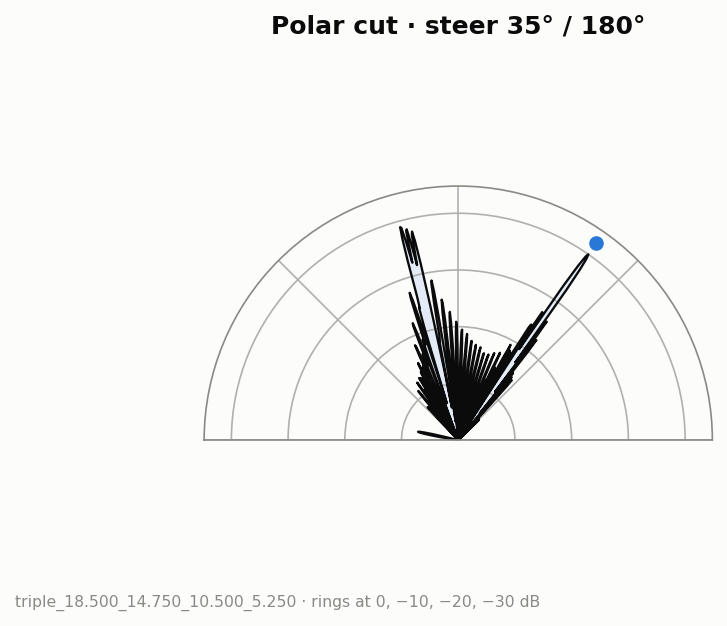 Polar cut · steer 35° / 180°
triple_18.500_14.750_10.500_5.250 · rings at 0, −10, −20, −30 dB